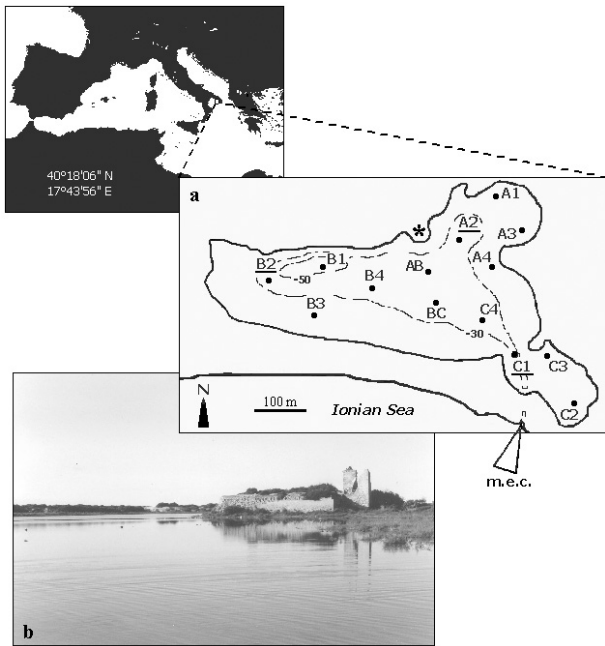 40°18'06" N
17°43'56" E
a
A1
*
A2
A3
B2
B1
AB
A4
-50
B4
B3
BC
C4
-30
C1
C3
C2
N
100 m
Ionian Sea
m.e.c.
b